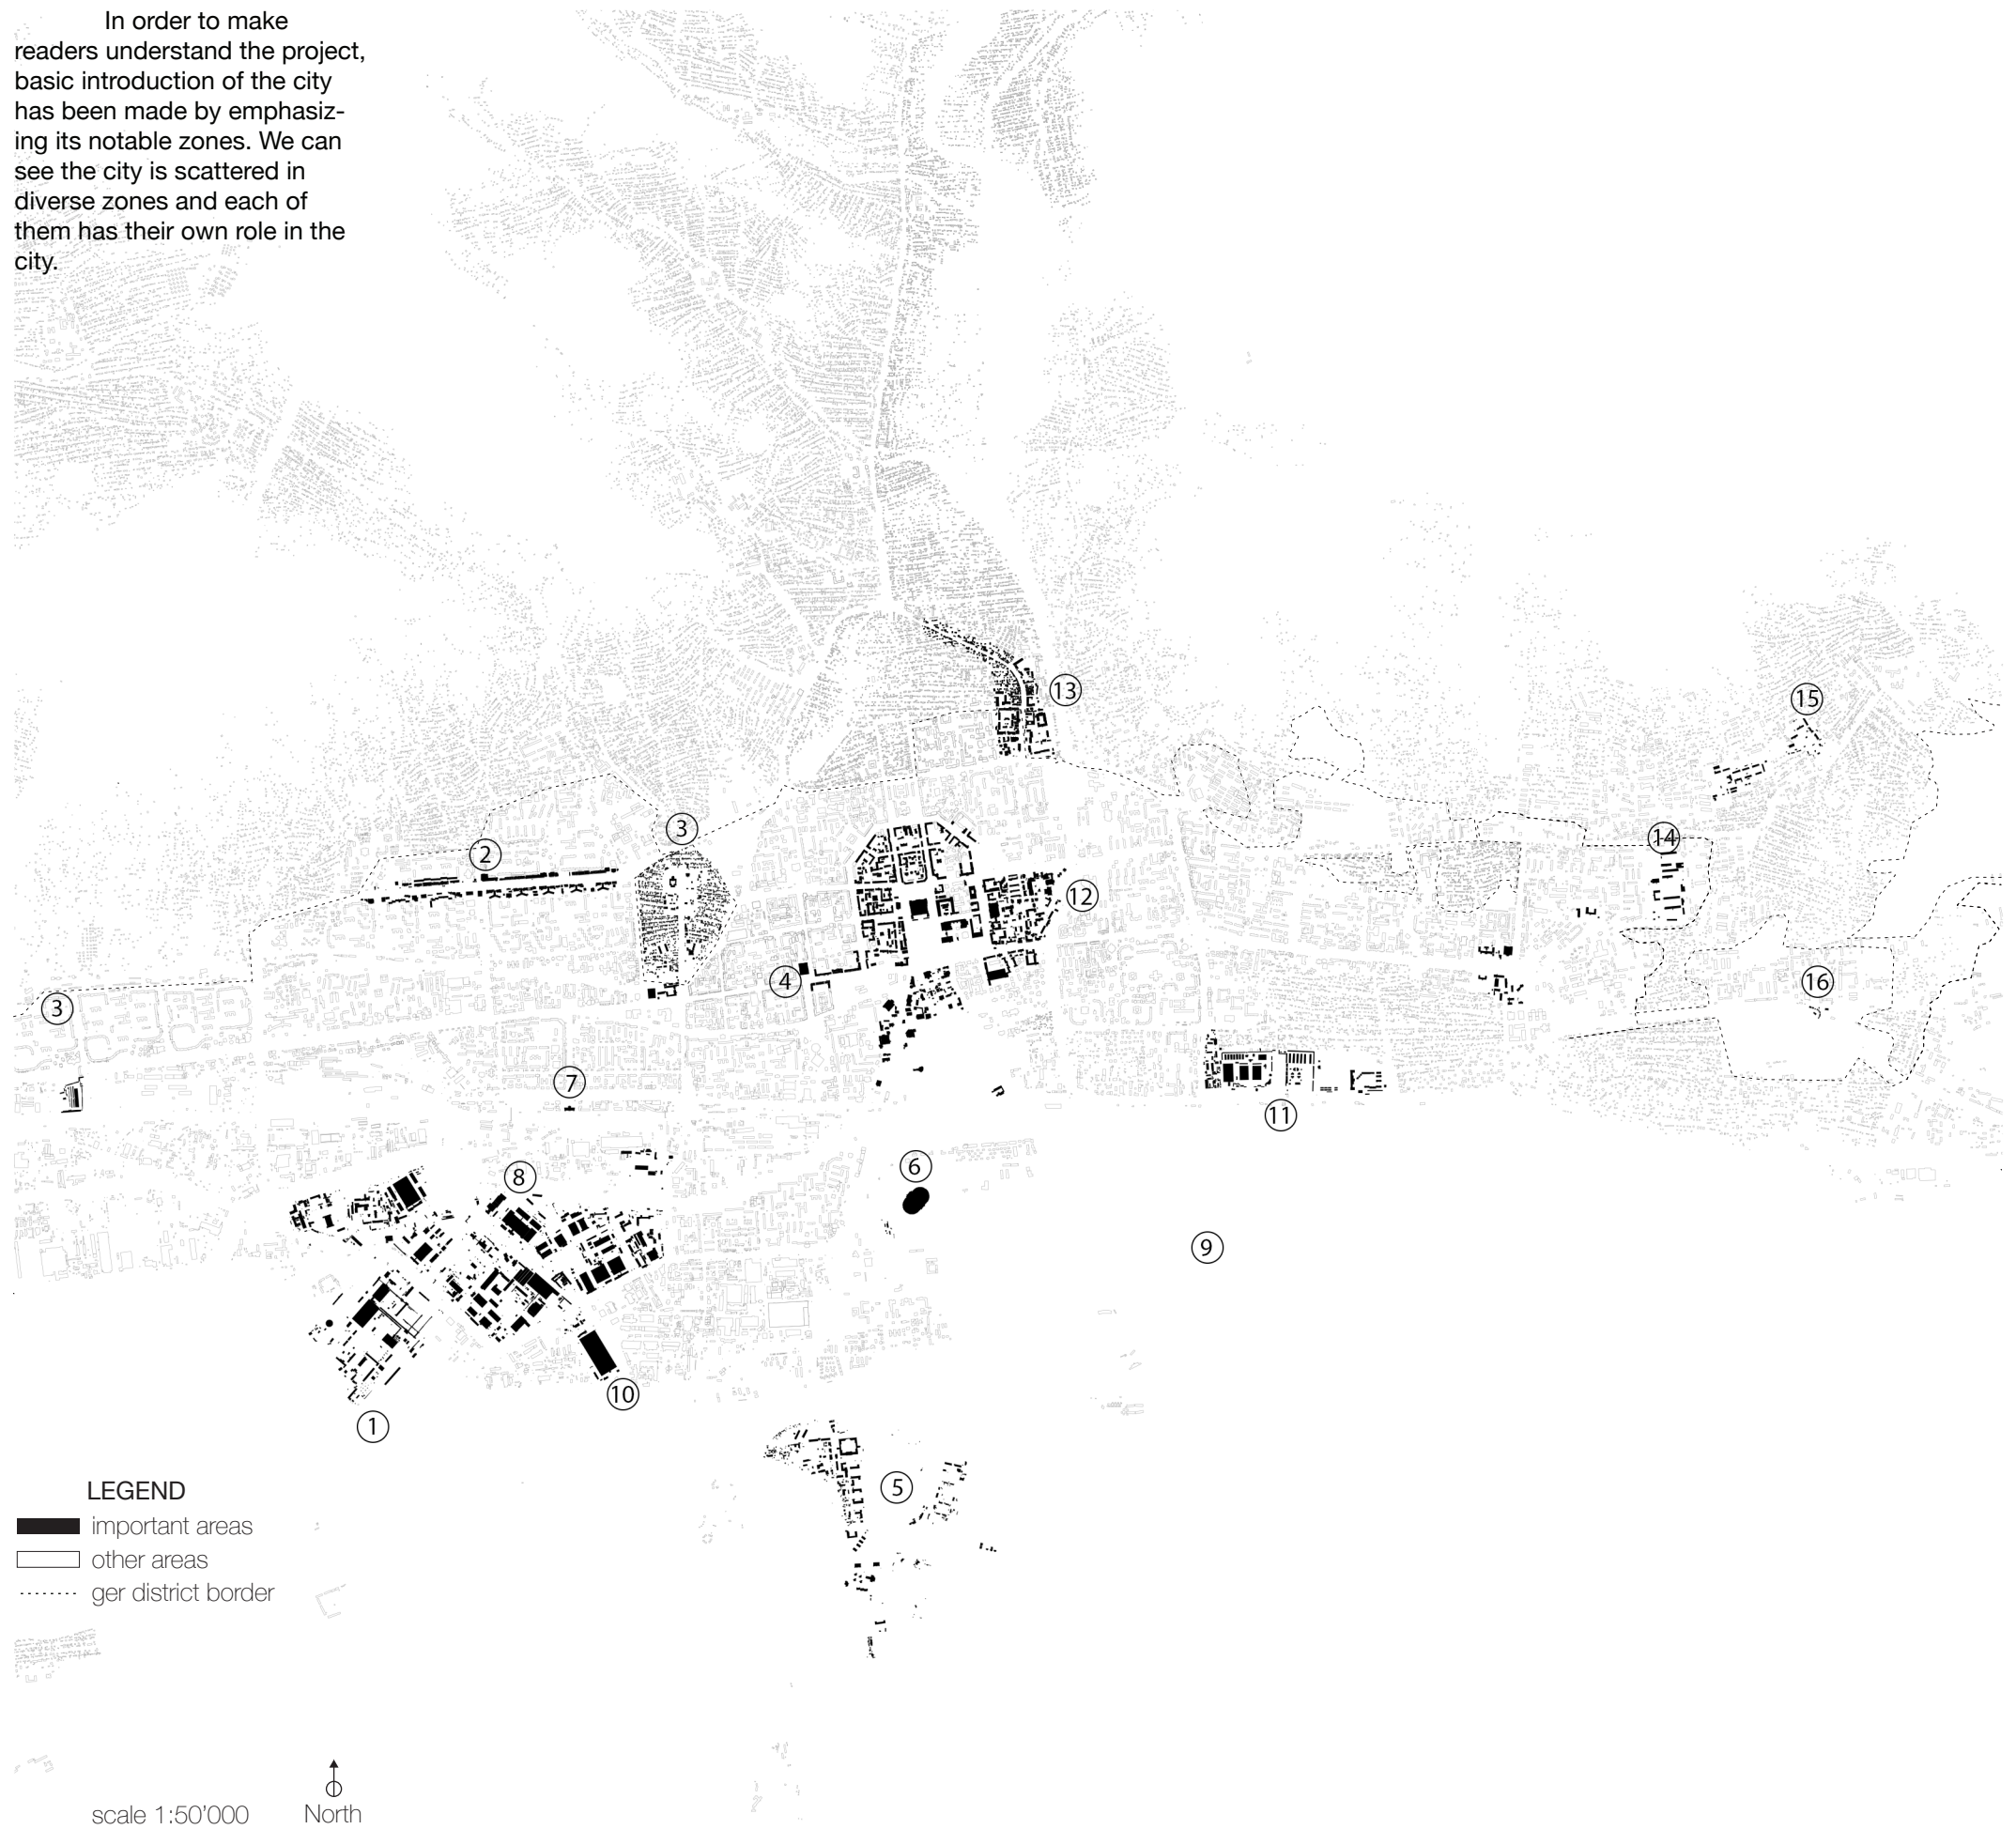 In order to make
readers understand the project,
basic introduction of the city
has been made by emphasiz-
ing its notable zones. We can
see the city is scattered in
diverse zones and each of
them has their own role in the
city.
13
15
3
14
2
12
4
16
3
7
11
6
8
9
10
1
5
LEGEND
important areas
other areas
ger district border
scale 1:50'000
North